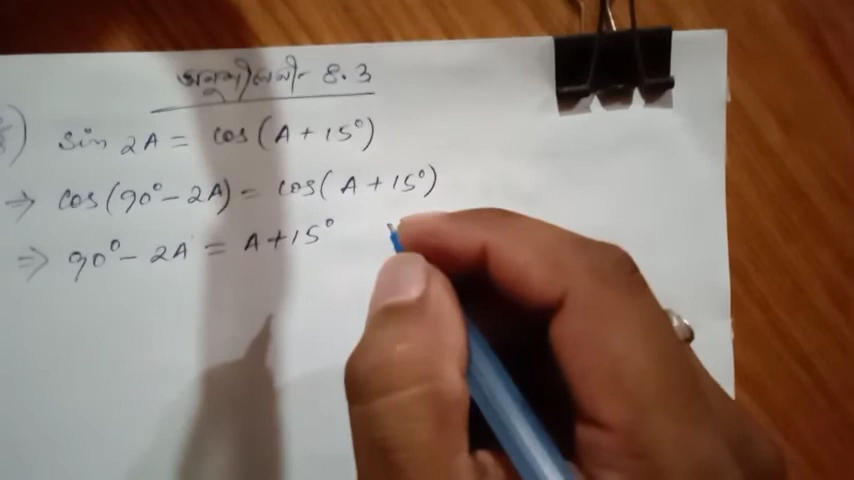 অনুশীলনী- 8.3
sin 2A = cos (A + 15°)
⇒ cos(90° - 2A) = cos(A + 15°)
⇒ 90° - 2A = A + 15°